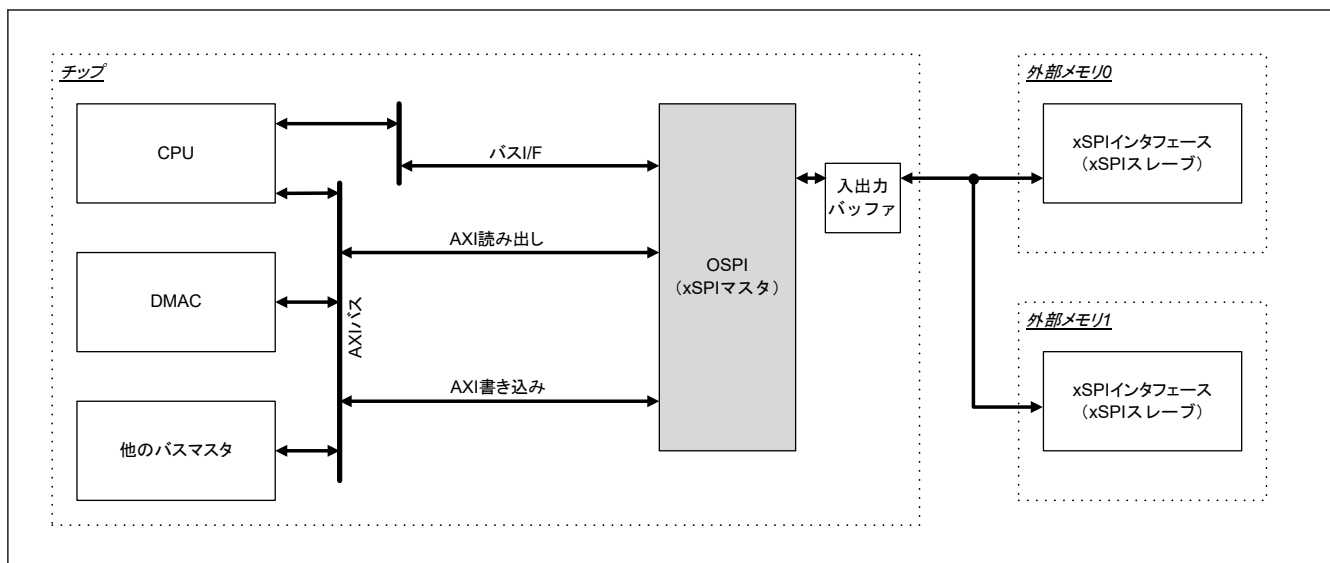 チップ
CPU
DMAC
他のバスマスタ
バスI/F
AXI読み出し
AXIバス
AXI書き込み
OSPI
（xSPIマスタ）
入出力
バッファ
外部メモリ0
xSPIインタフェース
（xSPIスレーブ）
外部メモリ1
xSPIインタフェース
（xSPIスレーブ）